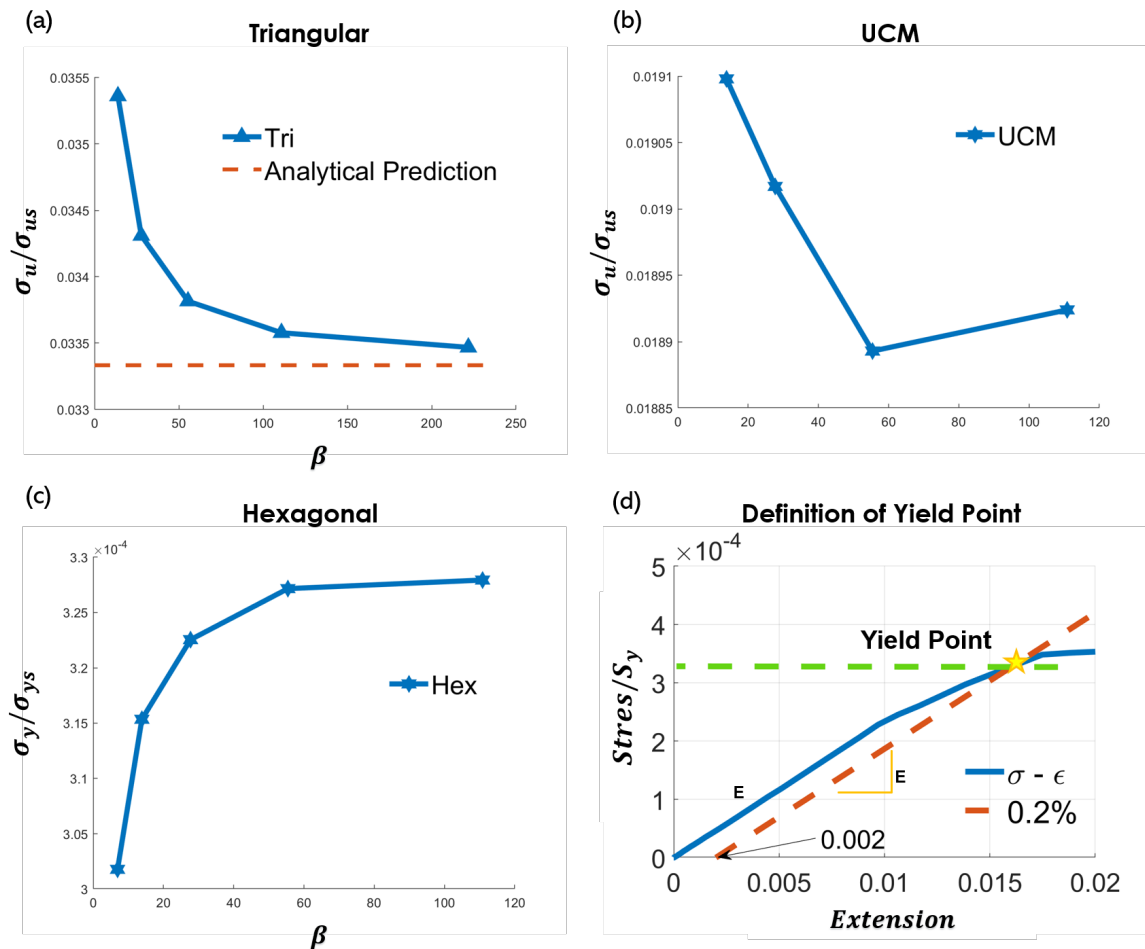 (a)
Triangular
0.0355
0.035
0.0345
0.034
0.0335
0.033
σu/σus
Tri
Analytical Prediction
0 50 100 150 200 250
β
(b)
UCM
0.0191
0.01905
0.019
0.01895
0.0189
0.01885
σu/σus
UCM
0 20 40 60 80 100 120
(c)
Hexagonal
×10⁻⁴
3.3
3.25
3.2
3.15
3.1
3.05
3
σy/σys
Hex
0 20 40 60 80 100 120
β
(d)
Definition of Yield Point
×10⁻⁴
5
4
3
2
1
0
Stres/Sy
Yield Point
E
E
σ - ϵ
0.2%
0.002
0 0.005 0.01 0.015 0.02
Extension